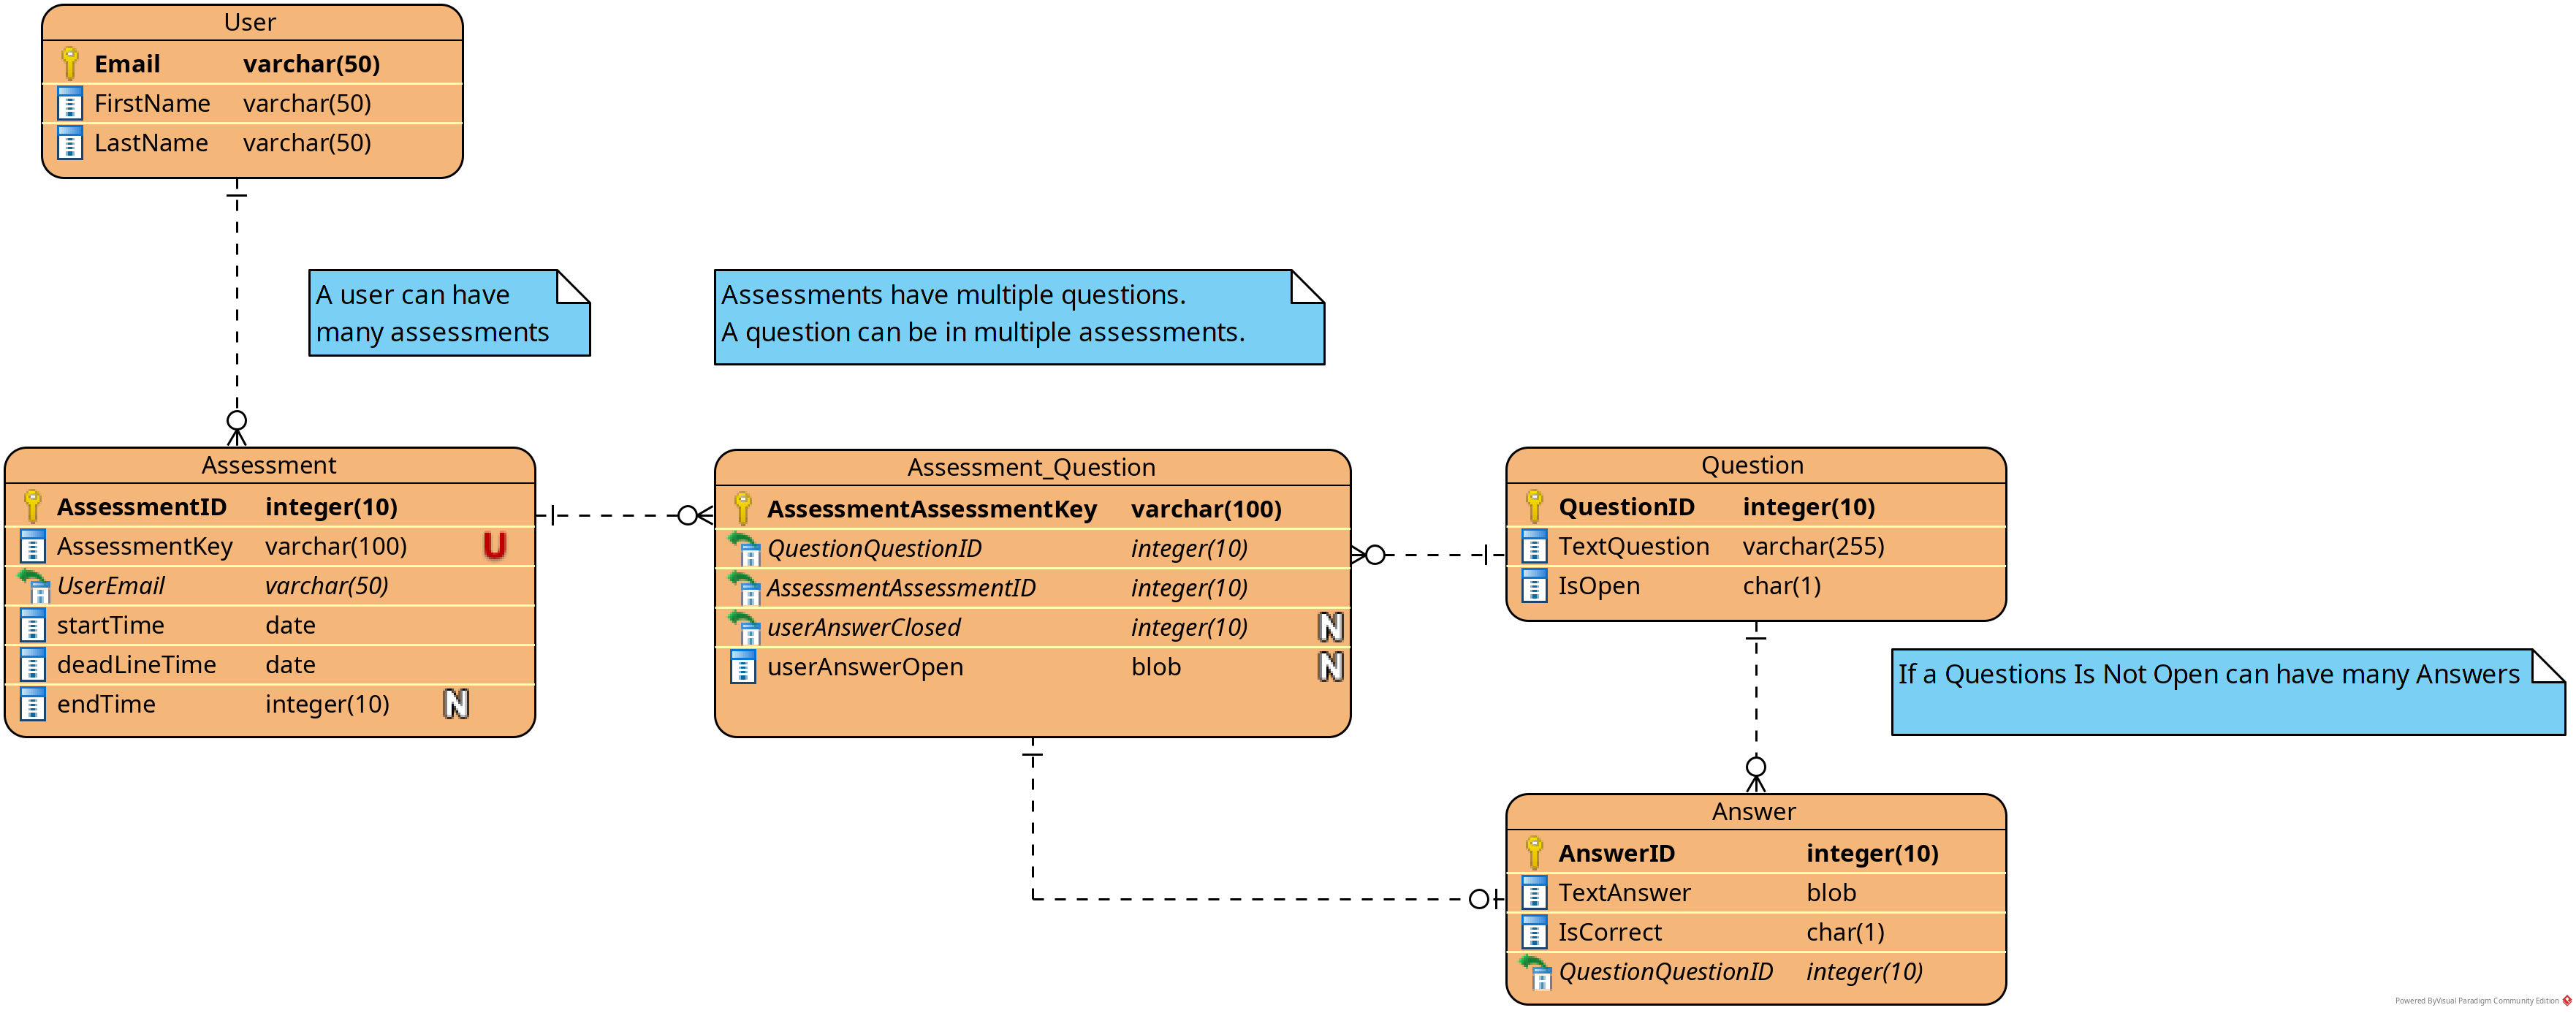 User
Email varchar(50)
FirstName varchar(50)
LastName varchar(50)
A user can have
many assessments
Assessments have multiple questions.
A question can be in multiple assessments.
Assessment
AssessmentID integer(10)
AssessmentKey varchar(100) U
UserEmail varchar(50)
startTime date
deadLineTime date
endTime integer(10) N
Assessment_Question
AssessmentAssessmentKey varchar(100)
QuestionQuestionID integer(10)
AssessmentAssessmentID integer(10)
userAnswerClosed integer(10) N
userAnswerOpen blob N
Question
QuestionID integer(10)
TextQuestion varchar(255)
IsOpen char(1)
If a Questions Is Not Open can have many Answers
Answer
AnswerID integer(10)
TextAnswer blob
IsCorrect char(1)
QuestionQuestionID integer(10)
Powered ByVisual Paradigm Community Edition